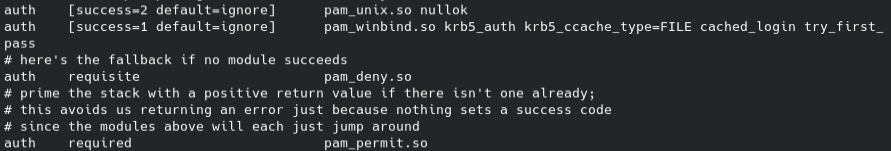 auth    [success=2 default=ignore]      pam_unix.so nullok
auth    [success=1 default=ignore]      pam_winbind.so krb5_auth krb5_ccache_type=FILE cached_login try_first_
pass
# here's the fallback if no module succeeds
auth    requisite                       pam_deny.so
# prime the stack with a positive return value if there isn't one already;
# this avoids us returning an error just because nothing sets a success code
# since the modules above will each just jump around
auth    required                        pam_permit.so